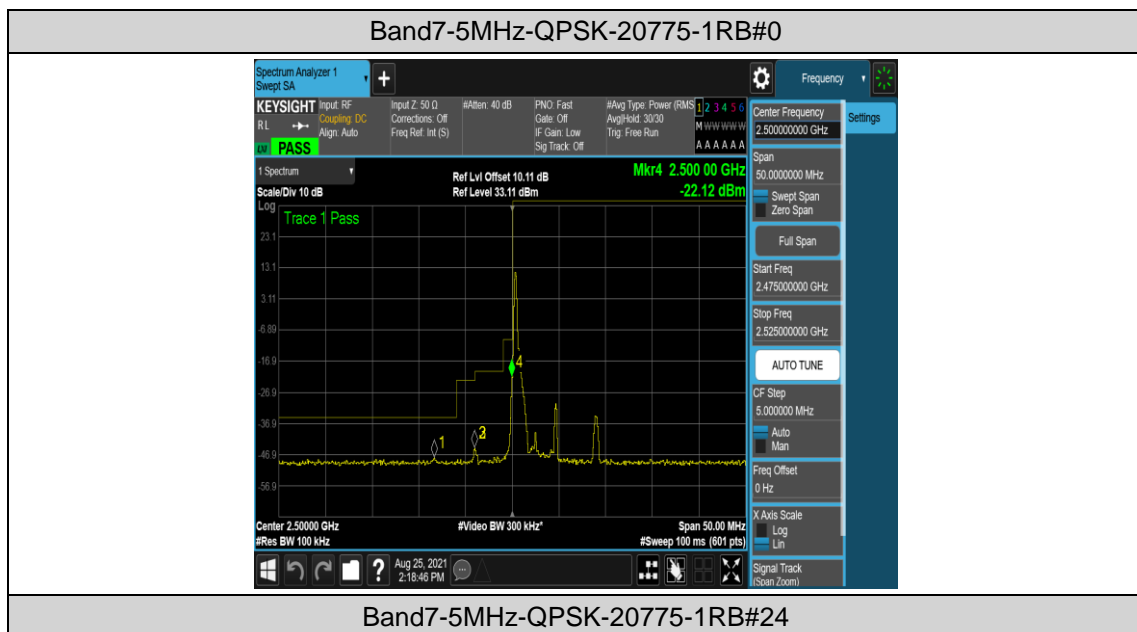 Band7-5MHz-QPSK-20775-1RB#0
Spectrum Analyzer 1
Swept SA
Frequency
KEYSIGHT
RL
PASS
Input: RF
Coupling: DC
Align: Auto
Input Z: 50 Ω
Corrections: Off
Freq Ref: Int (S)
#Atten: 40 dB
PNO: Fast
Gate: Off
IF Gain: Low
Sig Track: Off
#Avg Type: Power (RMS
Avg|Hold: 30/30
Trig: Free Run
1 2 3 4 5 6
M W W W W W
A A A A A A
1 Spectrum
Scale/Div 10 dB
Ref Lvl Offset 10.11 dB
Ref Level 33.11 dBm
Mkr4 2.500 00 GHz
-22.12 dBm
Log
Trace 1 Pass
23.1
13.1
3.11
-6.89
-16.9
-26.9
-36.9
-46.9
-56.9
4
1
Center 2.50000 GHz
#Res BW 100 kHz
#Video BW 300 kHz*
Span 50.00 MHz
#Sweep 100 ms (601 pts)
Center Frequency
2.500000000 GHz
Settings
Span
50.0000000 MHz
Swept Span
Zero Span
Full Span
Start Freq
2.475000000 GHz
Stop Freq
2.525000000 GHz
AUTO TUNE
CF Step
5.000000 MHz
Auto
Man
Freq Offset
0 Hz
X Axis Scale
Log
Lin
Signal Track
(Span Zoom)
?
Aug 25, 2021
2:18:46 PM
Band7-5MHz-QPSK-20775-1RB#24